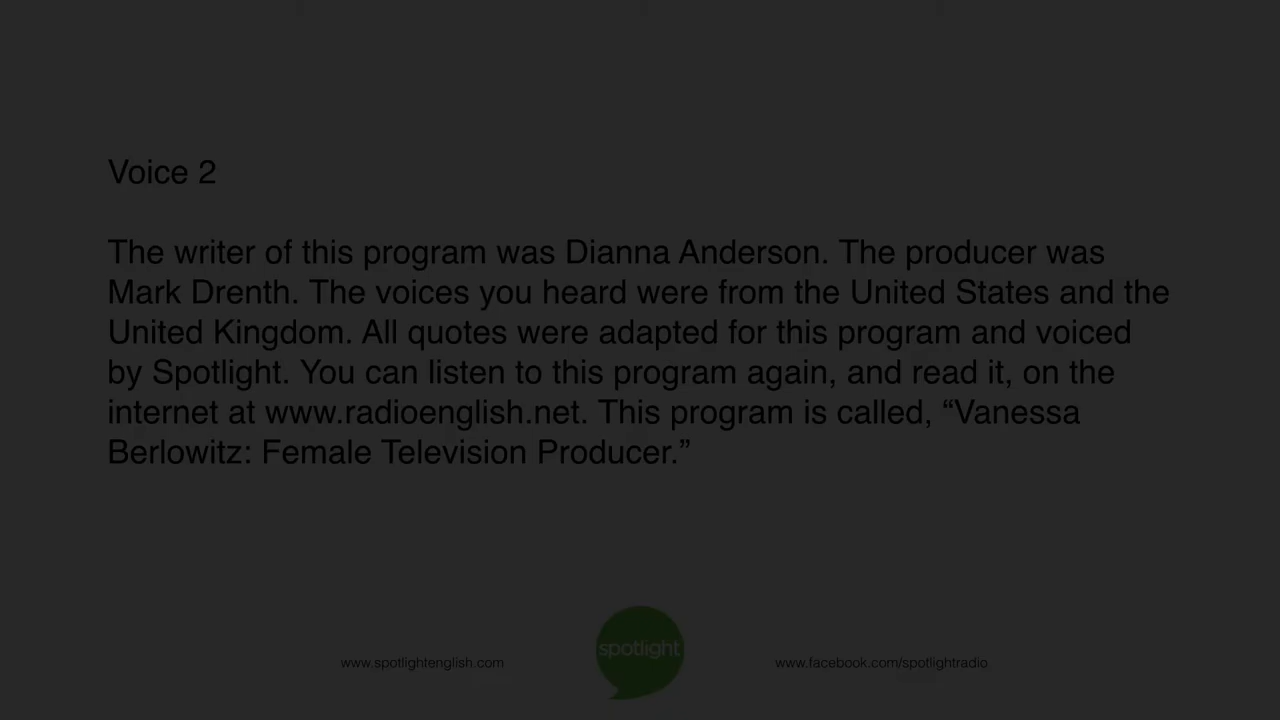 Voice 2
The writer of this program was Dianna Anderson. The producer was
Mark Drenth. The voices you heard were from the United States and the
United Kingdom. All quotes were adapted for this program and voiced
by Spotlight. You can listen to this program again, and read it, on the
internet at www.radioenglish.net. This program is called, “Vanessa
Berlowitz: Female Television Producer.”
www.spotlightenglish.com
spotlight
www.facebook.com/spotlightradio